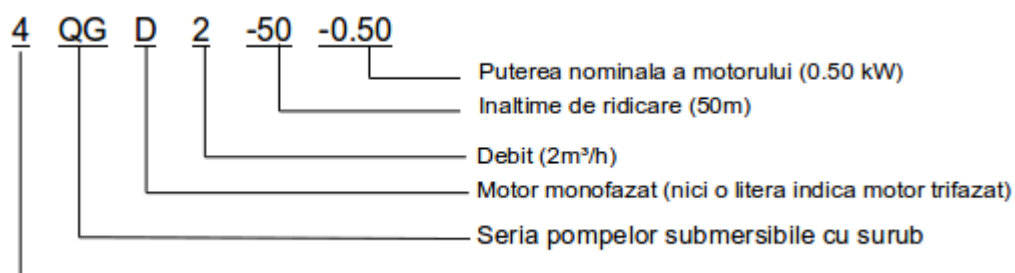 4 QG D 2 -50 -0.50
Puterea nominala a motorului (0.50 kW)
Inaltime de ridicare (50m)
Debit (2m³/h)
Motor monofazat (nici o litera indica motor trifazat)
Seria pompelor submersibile cu surub